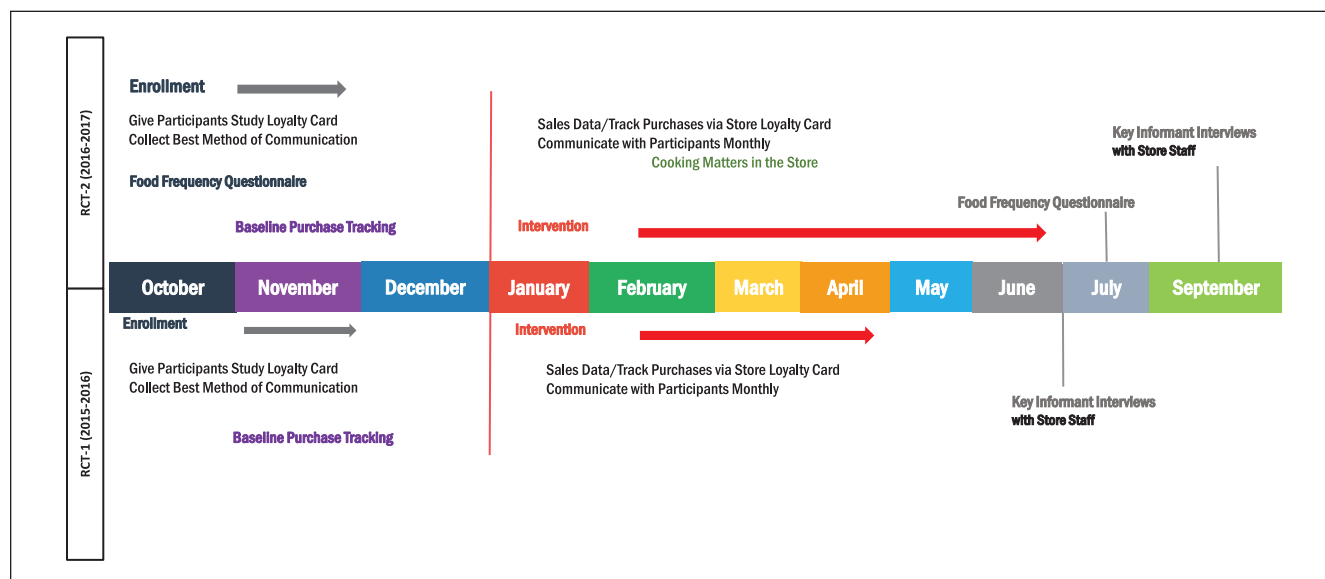 RCT-2 (2016-2017)
Enrollment
Give Participants Study Loyalty Card
Collect Best Method of Communication
Food Frequency Questionnaire
Baseline Purchase Tracking
Sales Data/Track Purchases via Store Loyalty Card
Communicate with Participants Monthly
Cooking Matters in the Store
Intervention
Food Frequency Questionnaire
Key Informant Interviews
with Store Staff
October
November
December
January
February
March
April
May
June
July
September
RCT-1 (2015-2016)
Enrollment
Give Participants Study Loyalty Card
Collect Best Method of Communication
Baseline Purchase Tracking
Intervention
Sales Data/Track Purchases via Store Loyalty Card
Communicate with Participants Monthly
Key Informant Interviews
with Store Staff